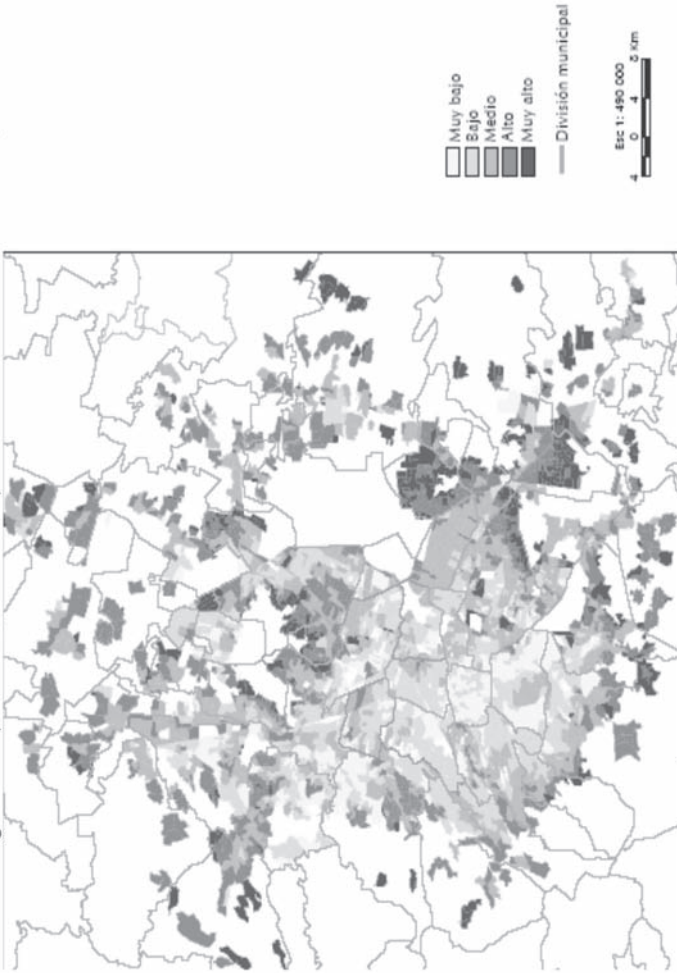 Muy bajo
Bajo
Medio
Alto
Muy alto
División municipal
Esc 1: 490 000
4 0 4 8 Km